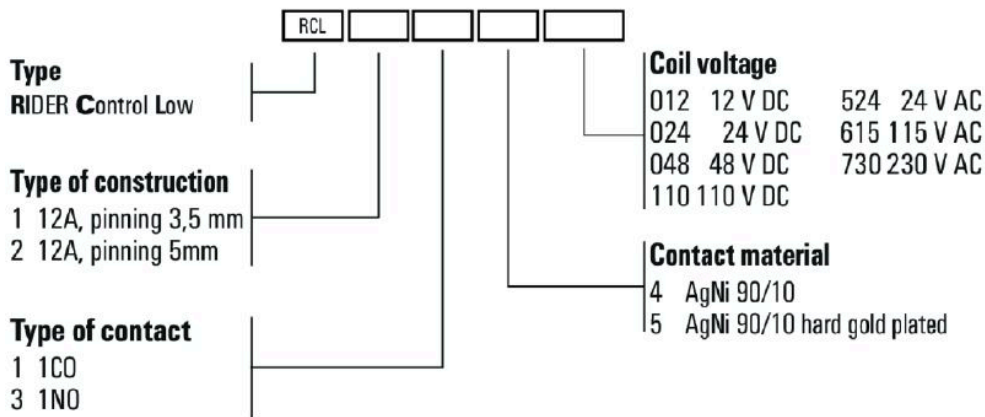 RCL
Type
RIDER Control Low
Type of construction
1 12A, pinning 3,5 mm
2 12A, pinning 5mm
Type of contact
1 1CO
3 1NO
Coil voltage
012 12 V DC 524 24 V AC
024 24 V DC 615 115 V AC
048 48 V DC 730 230 V AC
110 110 V DC
Contact material
4 AgNi 90/10
5 AgNi 90/10 hard gold plated